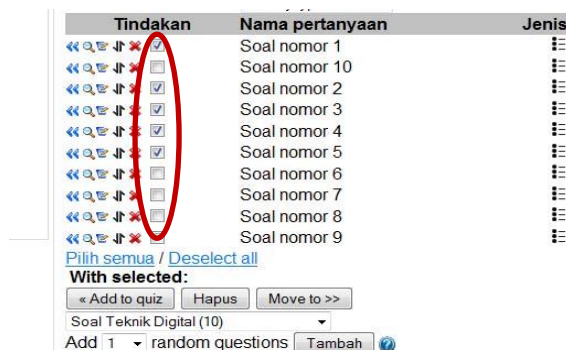 Tindakan Nama pertanyaan Jenis
Soal nomor 1
Soal nomor 10
Soal nomor 2
Soal nomor 3
Soal nomor 4
Soal nomor 5
Soal nomor 6
Soal nomor 7
Soal nomor 8
Soal nomor 9
Pilih semua / Deselect all
With selected:
« Add to quiz Hapus Move to >>
Soal Teknik Digital (10)
Add 1 random questions Tambah